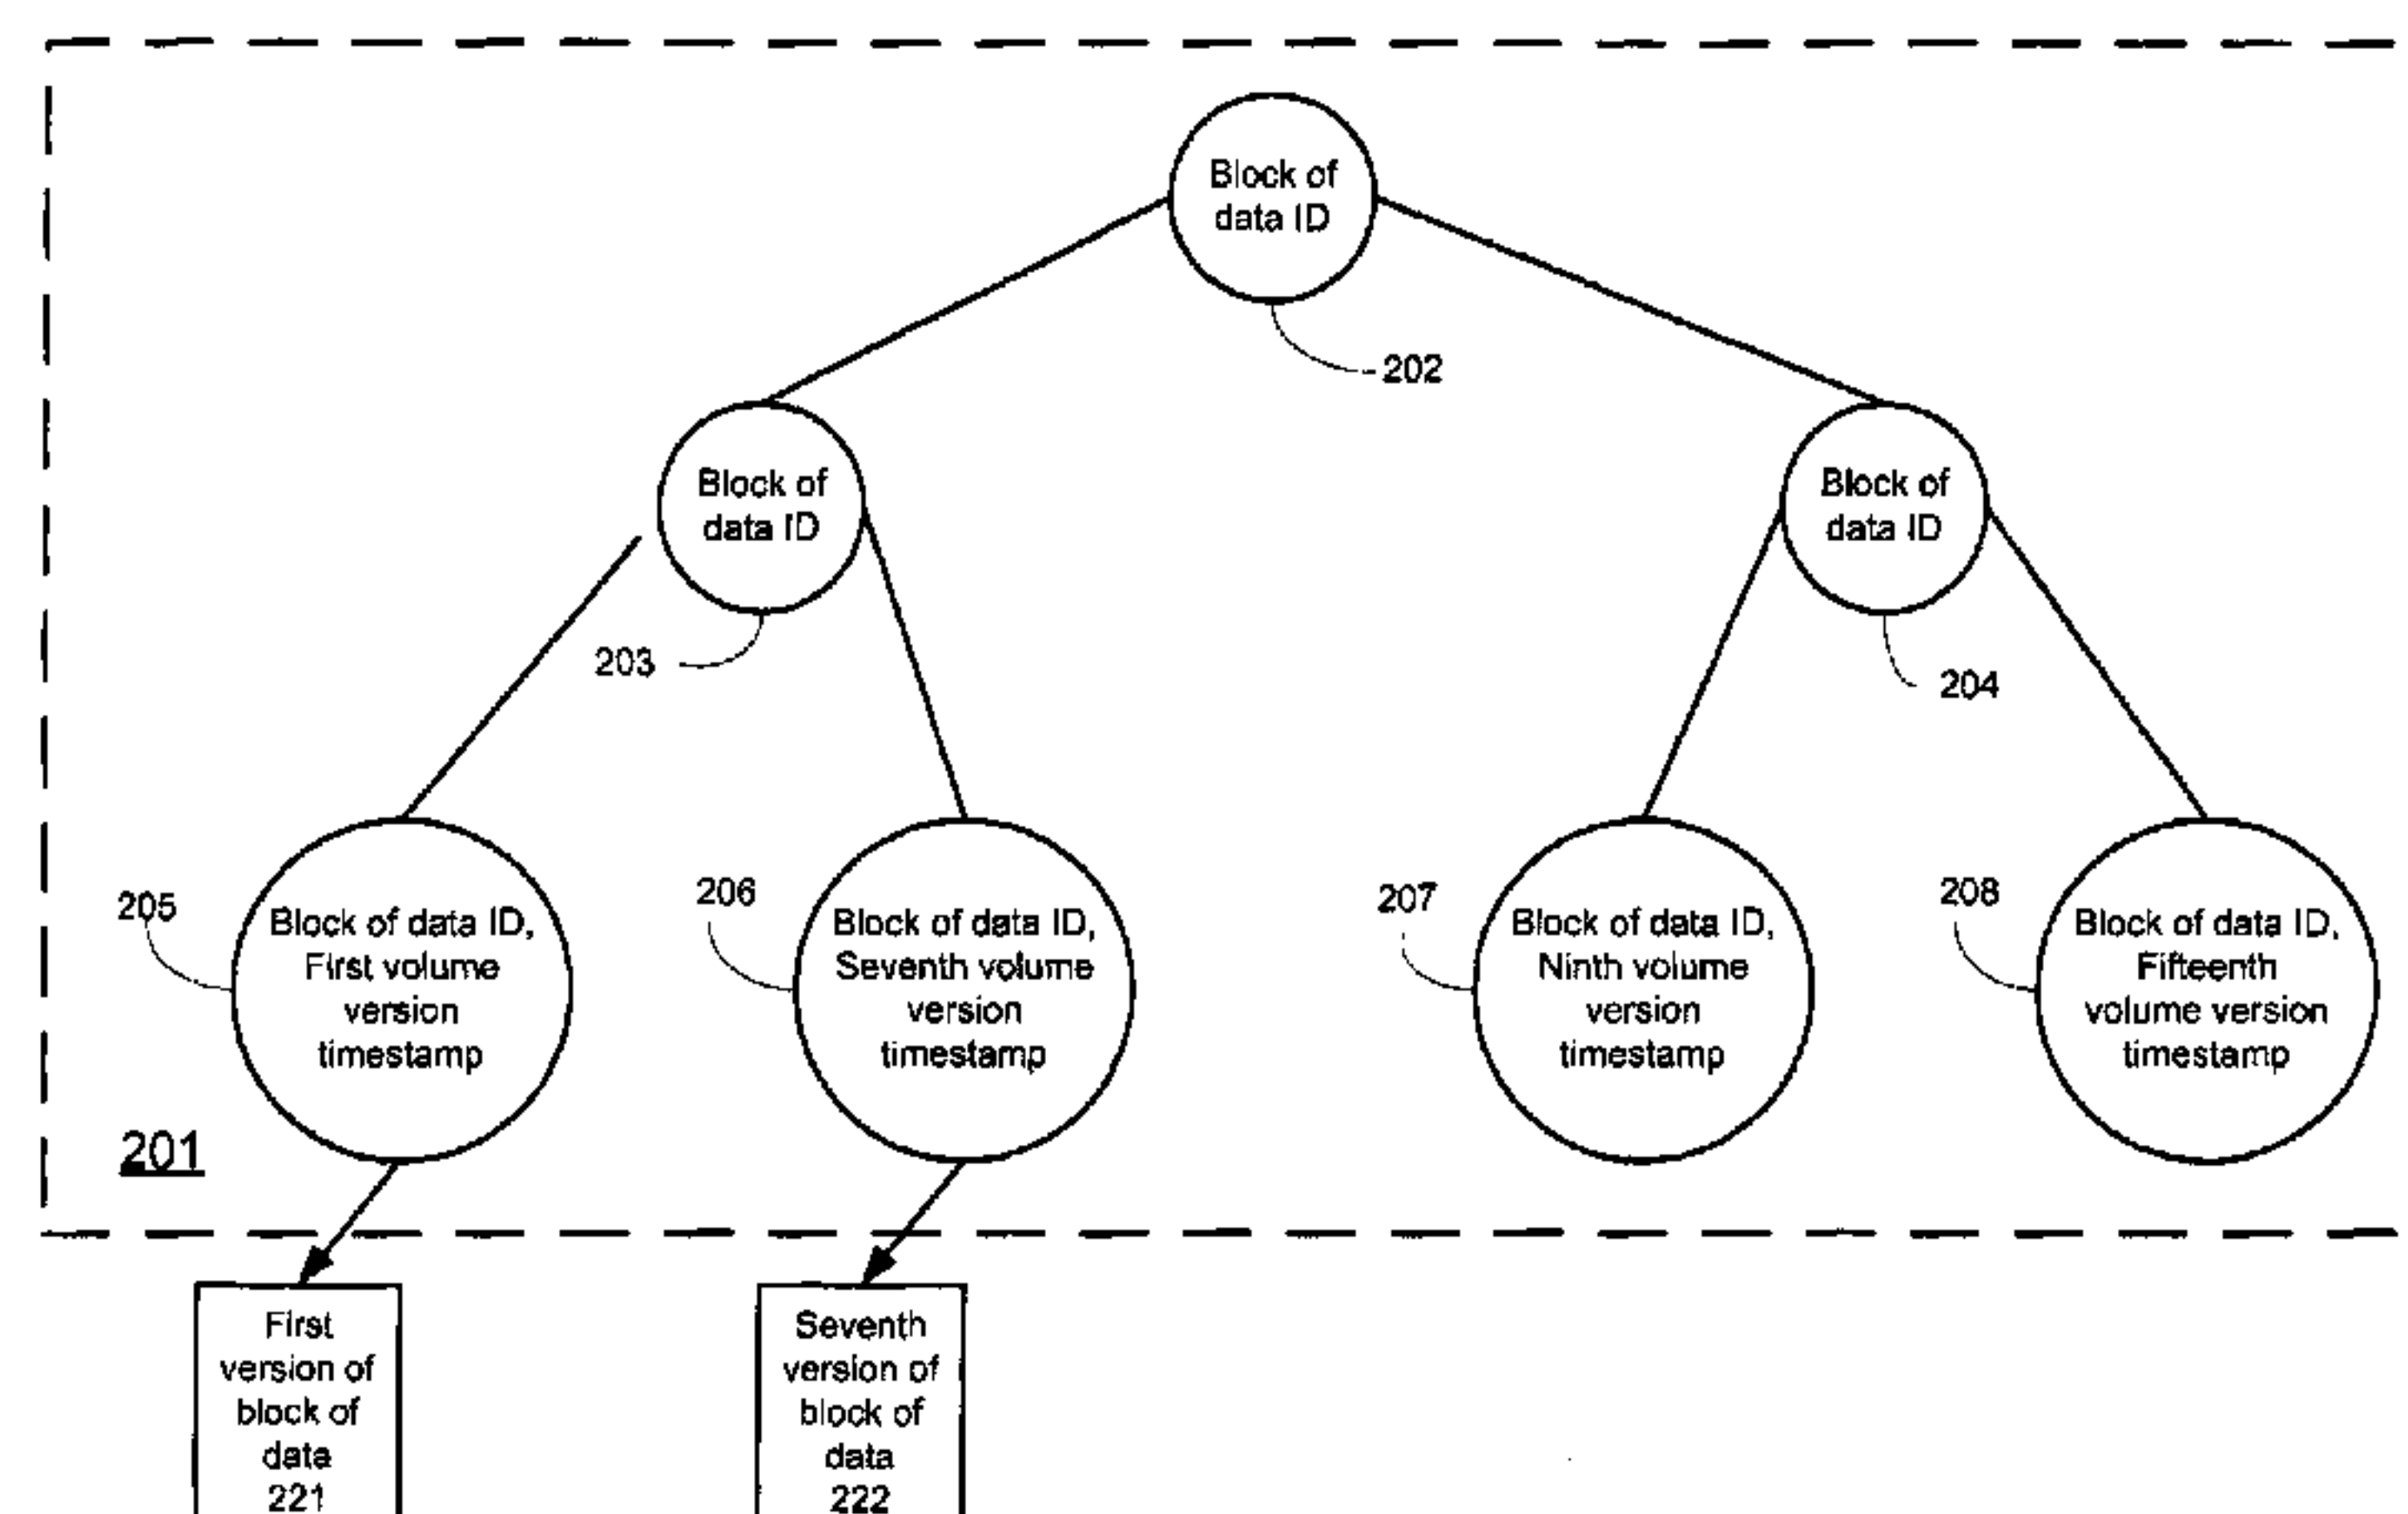 Block of
data ID
202
Block of
data ID
203
Block of
data ID
204
205
Block of data ID,
First volume
version
timestamp
206
Block of data ID,
Seventh volume
version
timestamp
207
Block of data ID,
Ninth volume
version
timestamp
208
Block of data ID,
Fifteenth
volume version
timestamp
201
First
version of
block of
data
221
Seventh
version of
block of
data
222